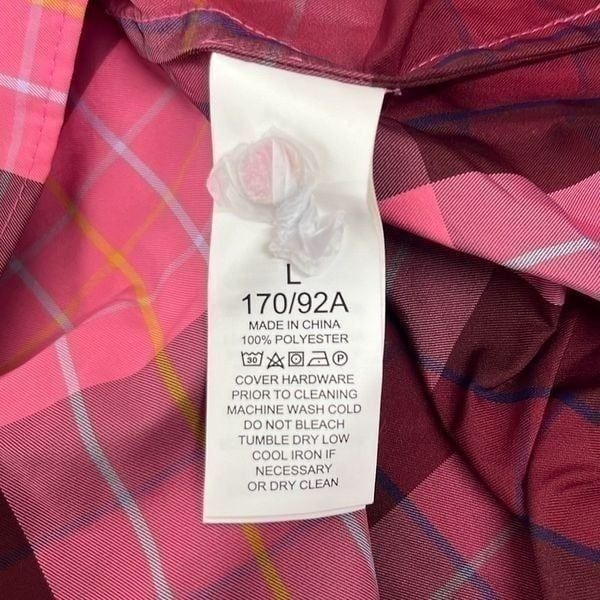 L
170/92A
MADE IN CHINA
100% POLYESTER
30 P
COVER HARDWARE
PRIOR TO CLEANING
MACHINE WASH COLD
DO NOT BLEACH
TUMBLE DRY LOW
COOL IRON IF
NECESSARY
OR DRY CLEAN